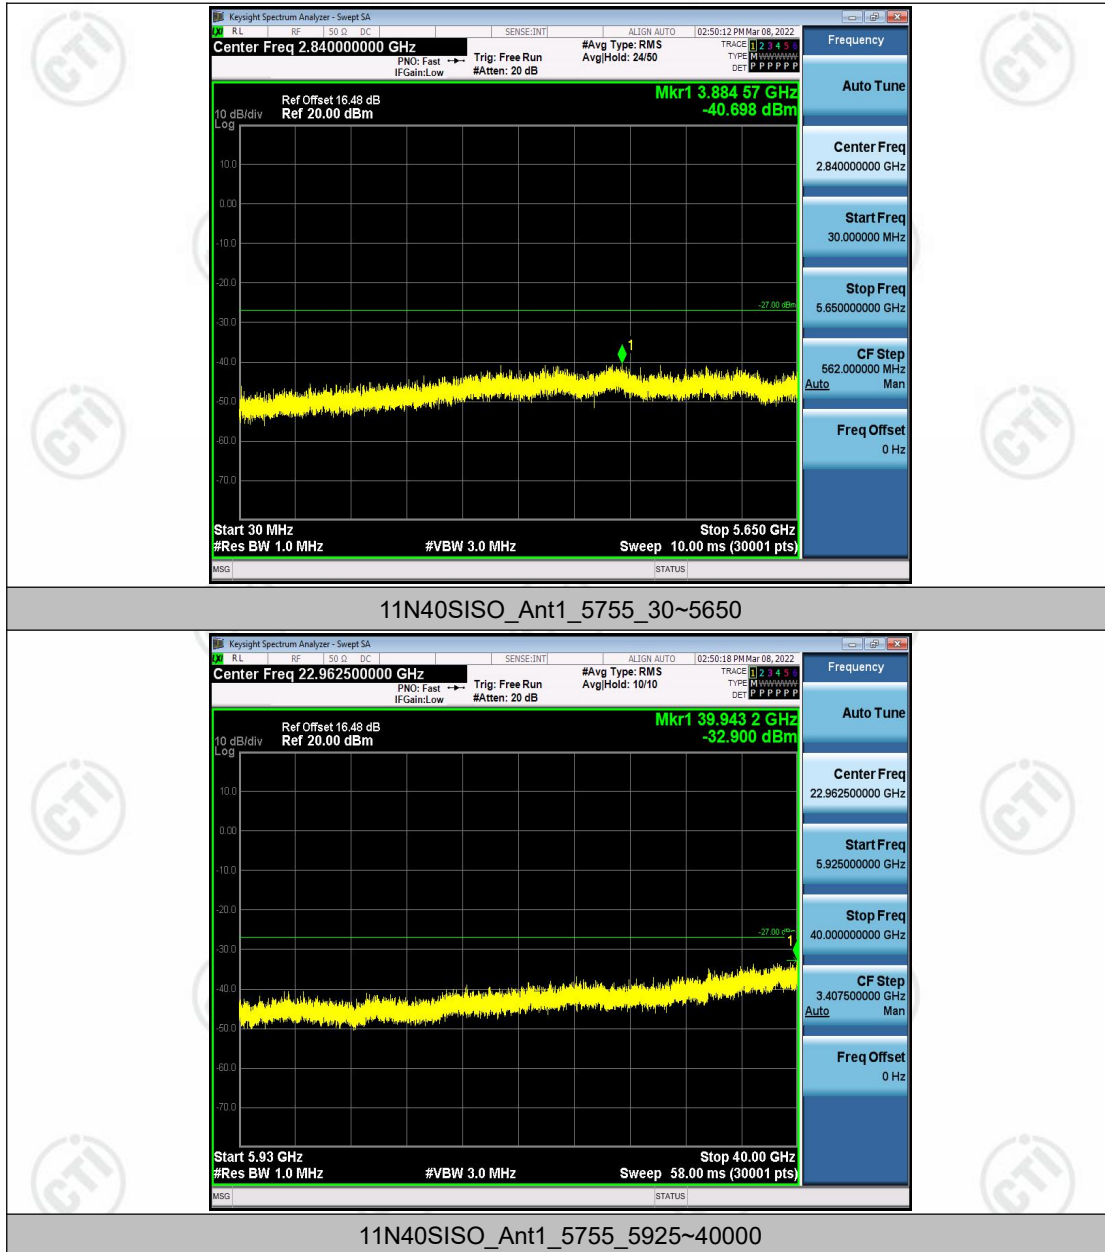 Keysight Spectrum Analyzer - Swept SA
RL RF 50 Ω DC SENSE:INT ALIGN AUTO 02:50:12 PM Mar 08, 2022
Center Freq 2.840000000 GHz
PNO: Fast
IFGain:Low
Trig: Free Run
#Atten: 20 dB
#Avg Type: RMS
Avg|Hold: 24/50
TRACE 1 2 3 4 5 6
TYPE M WWWWW
DET P P P P P P
Frequency
Auto Tune
Center Freq
2.840000000 GHz
Start Freq
30.000000 MHz
Stop Freq
5.650000000 GHz
CF Step
562.000000 MHz
Auto Man
Freq Offset
0 Hz
Mkr1 3.884 57 GHz
-40.698 dBm
Ref Offset 16.48 dB
10 dB/div Ref 20.00 dBm
Log
10.0
0.00
-10.0
-20.0
-27.00 dBm
-30.0
1
-40.0
-50.0
-60.0
-70.0
Start 30 MHz Stop 5.650 GHz
#Res BW 1.0 MHz #VBW 3.0 MHz Sweep 10.00 ms (30001 pts)
MSG STATUS
11N40SISO_Ant1_5755_30~5650
Keysight Spectrum Analyzer - Swept SA
RL RF 50 Ω DC SENSE:INT ALIGN AUTO 02:50:18 PM Mar 08, 2022
Center Freq 22.962500000 GHz
PNO: Fast
IFGain:Low
Trig: Free Run
#Atten: 20 dB
#Avg Type: RMS
Avg|Hold: 10/10
TRACE 1 2 3 4 5 6
TYPE M WWWWW
DET P P P P P P
Frequency
Auto Tune
Center Freq
22.962500000 GHz
Start Freq
5.925000000 GHz
Stop Freq
40.000000000 GHz
CF Step
3.407500000 GHz
Auto Man
Freq Offset
0 Hz
Mkr1 39.943 2 GHz
-32.900 dBm
Ref Offset 16.48 dB
10 dB/div Ref 20.00 dBm
Log
10.0
0.00
-10.0
-20.0
-27.00
1
-30.0
-40.0
-50.0
-60.0
-70.0
Start 5.93 GHz Stop 40.00 GHz
#Res BW 1.0 MHz #VBW 3.0 MHz Sweep 58.00 ms (30001 pts)
MSG STATUS
11N40SISO_Ant1_5755_5925~40000
CTI
CTI
CTI
CTI
CTI
CTI
CTI
CTI